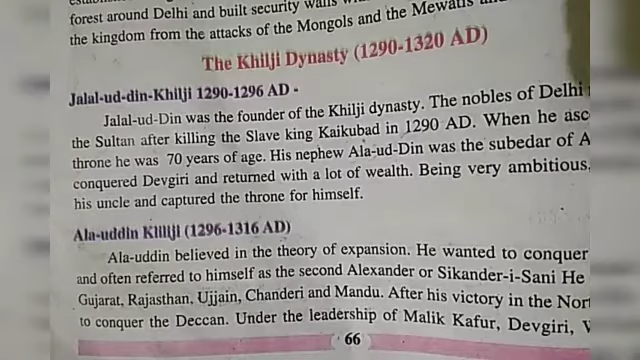 forest around Delhi and built security walls
the kingdom from the attacks of the Mongols and the Mewatis and
The Khilji Dynasty (1290-1320 AD)
Jalal-ud-din-Khilji 1290-1296 AD -
Jalal-ud-Din was the founder of the Khilji dynasty. The nobles of Delhi
the Sultan after killing the Slave king Kaikubad in 1290 AD. When he asc
throne he was 70 years of age. His nephew Ala-ud-Din was the subedar of A
conquered Devgiri and returned with a lot of wealth. Being very ambitious,
his uncle and captured the throne for himself.
Ala-uddin Khilji (1296-1316 AD)
Ala-uddin believed in the theory of expansion. He wanted to conquer
and often referred to himself as the second Alexander or Sikander-i-Sani He
Gujarat, Rajasthan, Ujjain, Chanderi and Mandu. After his victory in the Nort
to conquer the Deccan. Under the leadership of Malik Kafur, Devgiri, W
66